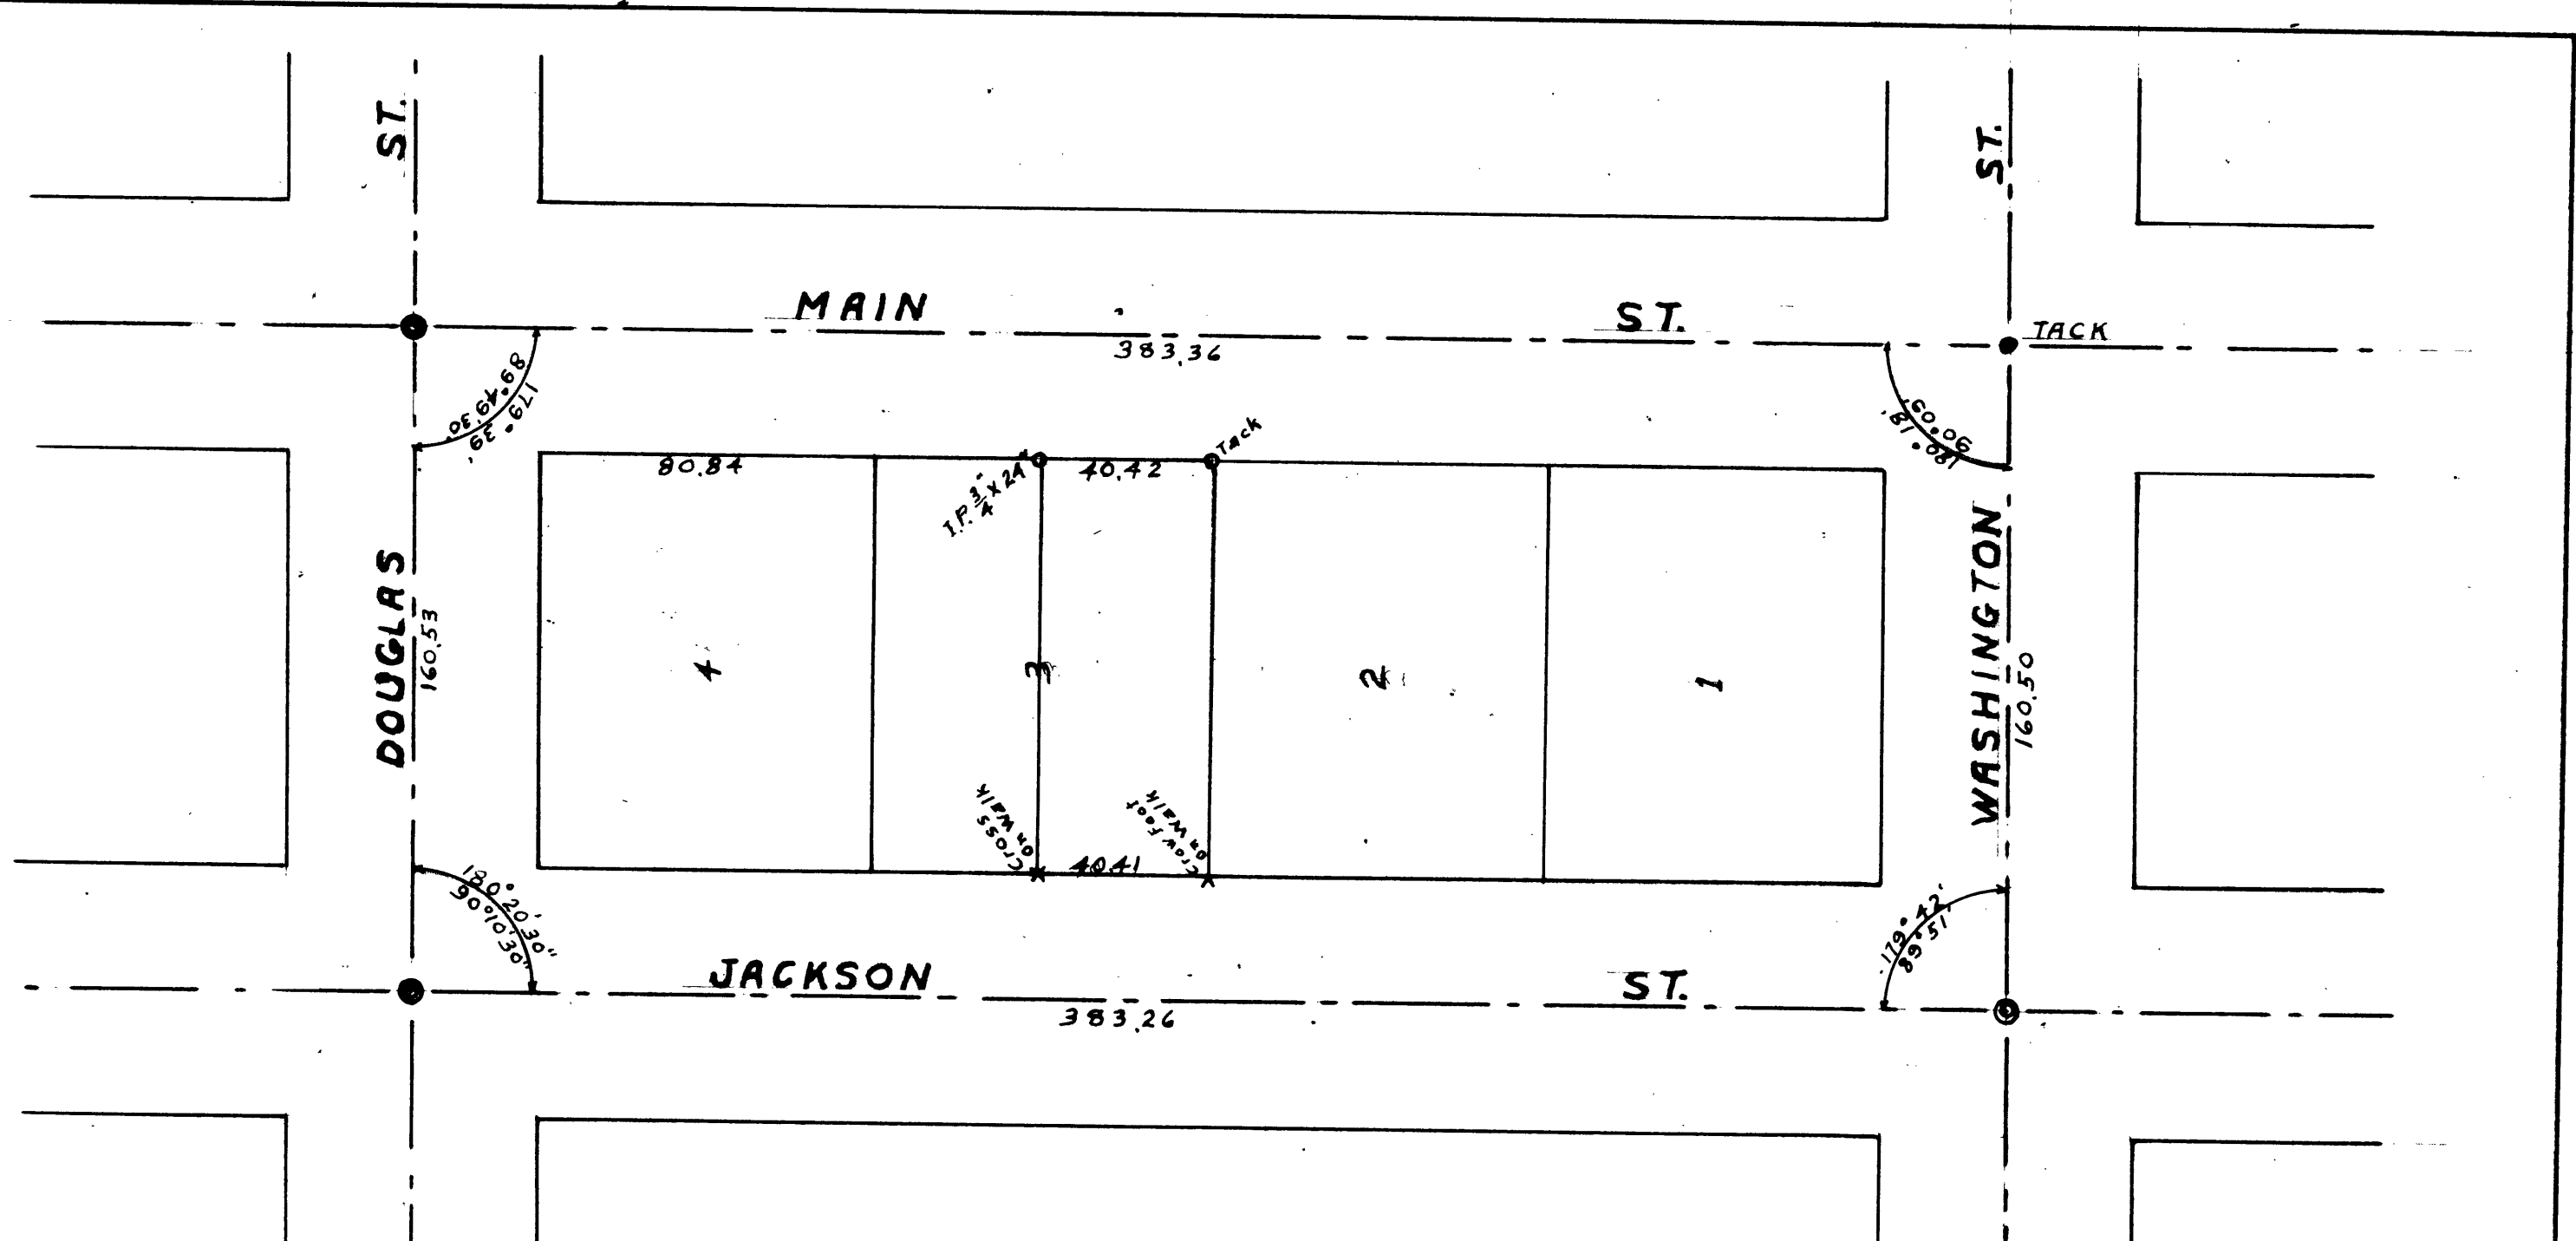 ST.
ST.
MAIN ST.
383.36
TACK
89°49'30"
179°39'
90°09'
180°18'
80.84
I.P. 3/4" x 24"
40.42
Tack
DOUGLAS
160.53
4
3
2
1
WASHINGTON
160.50
Cross
on Walk
Crow Foot
on Walk
40.41
180°20'30"
90°10'30"
179°42'
89°51'
JACKSON ST.
383.26